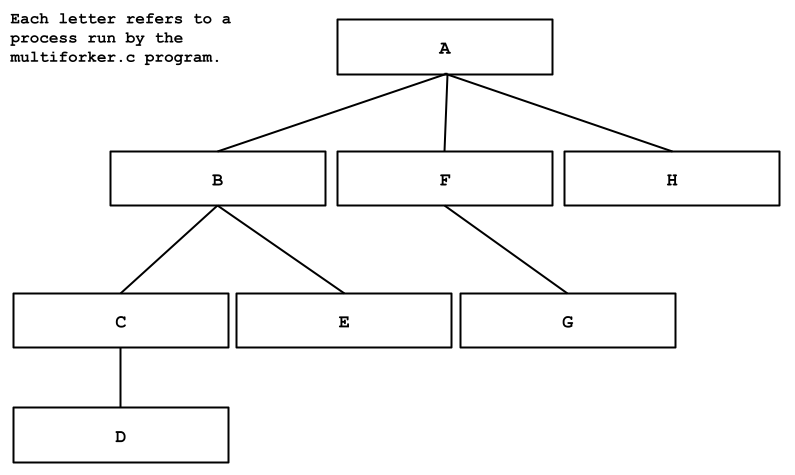 Each letter refers to a
process run by the
multiforker.c program.
A
B
F
H
C
E
G
D